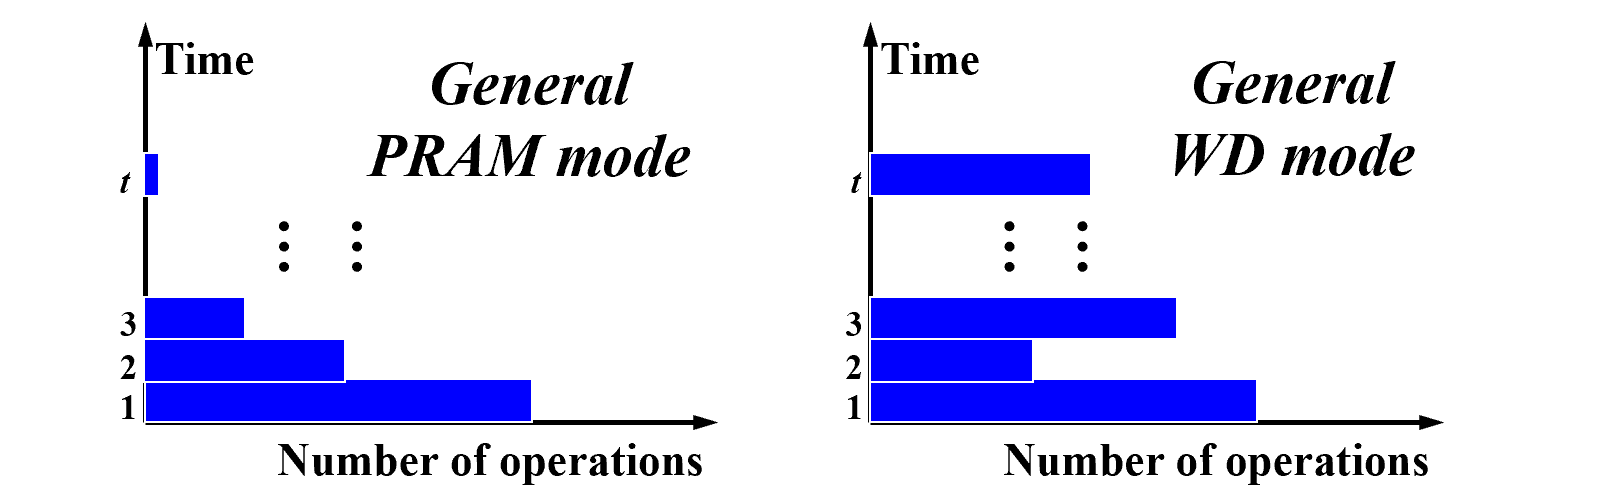 Time
General
PRAM mode
t
3
2
1
Number of operations
Time
General
WD mode
t
3
2
1
Number of operations